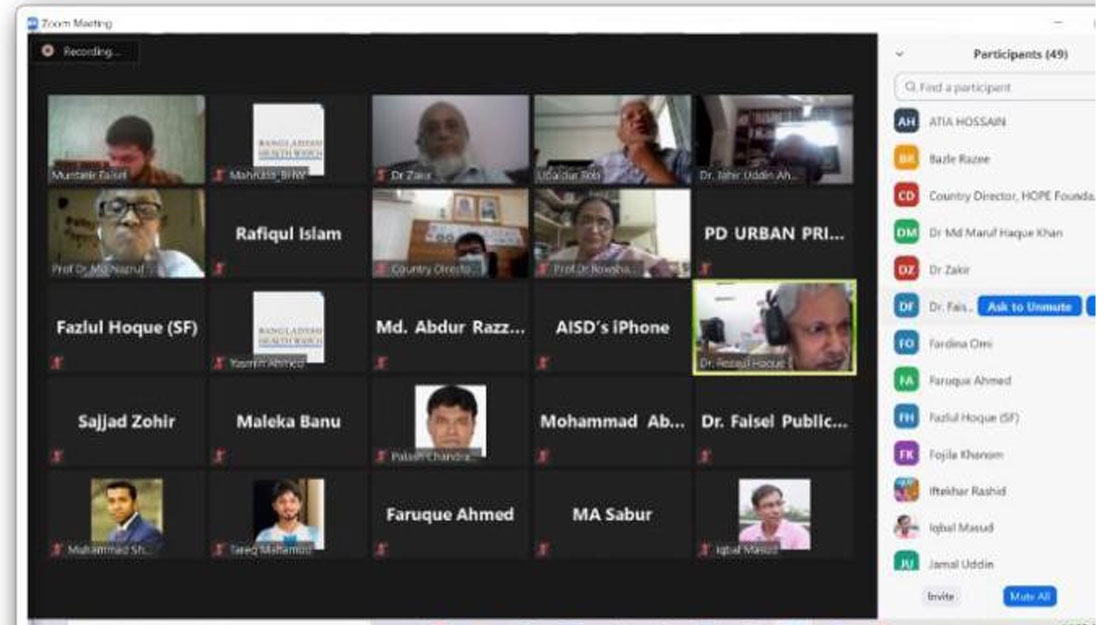 Zoom Meeting
Recording...
Participants (49)
Find a participant
Muntasir Faisel
BANGLADESH
HEALTH WATCH
Mahruba_BHW
Dr Zakir
Ubaidur Rob
Dr. Tahir Uddin Ah...
Prof Dr. Md Nazrul
Rafiqul Islam
Country Directo...
Prof.Dr.Rowsha...
PD URBAN PRI...
Fazlul Hoque (SF)
BANGLADESH
HEALTH WATCH
Yasmin Ahmed
Md. Abdur Razz...
AISD's iPhone
Dr. Rezaul Haque
Sajjad Zohir
Maleka Banu
Palash Chandra...
Mohammad Ab...
Dr. Faisel Public...
Muhammad Sh...
Tareq Mahamud
Faruque Ahmed
MA Sabur
Iqbal Masud
AH ATIA HOSSAIN
BR Bazle Razee
CD Country Director, HOPE Founda
DM Dr Md Maruf Haque Khan
DZ Dr Zakir
DF Dr. Fais... Ask to Unmute
FO Fardina Omi
FA Faruque Ahmed
FH Fazlul Hoque (SF)
FK Fojila Khanom
Iftekhar Rashid
Iqbal Masud
JU Jamal Uddin
Invite
Mute All